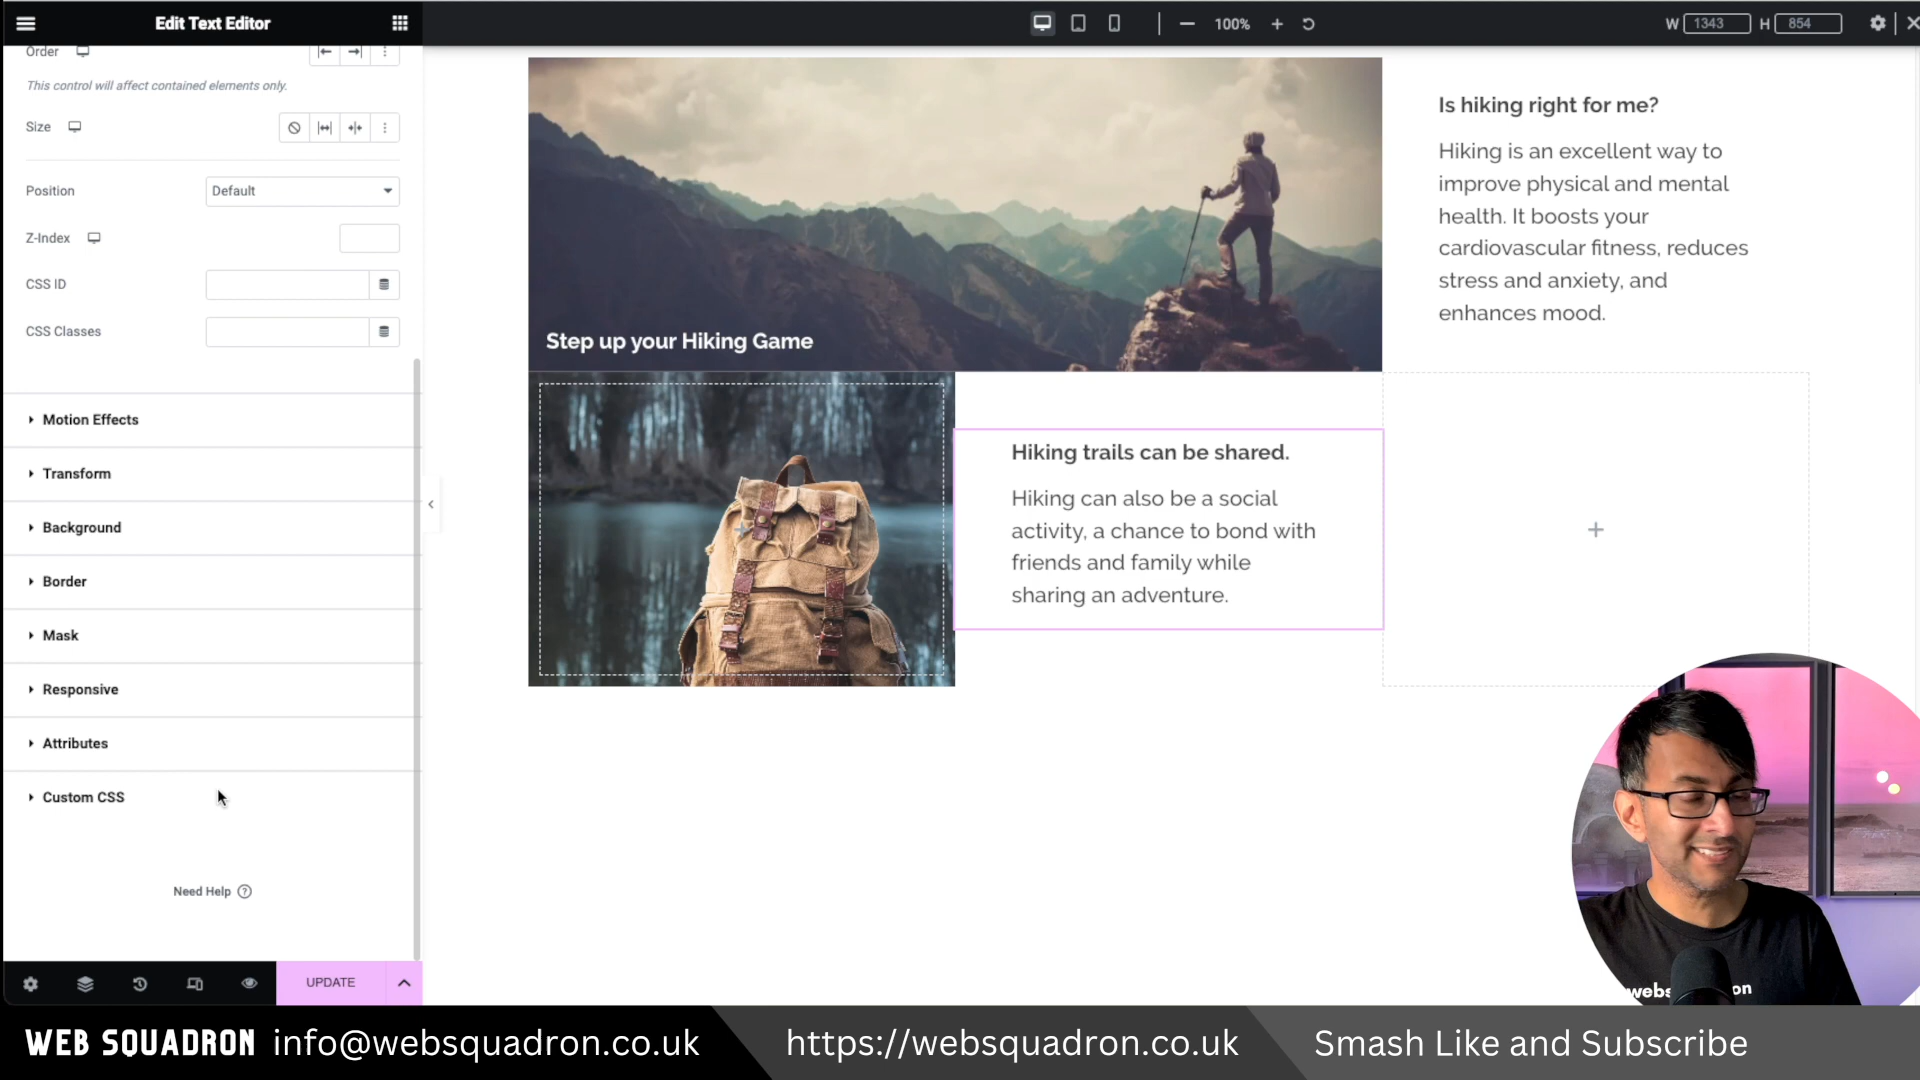 Edit Text Editor
100%
W 1343 H 854
Order
This control will affect contained elements only.
Size
Position Default
Z-Index
CSS ID
CSS Classes
Motion Effects
Transform
Background
Border
Mask
Responsive
Attributes
Custom CSS
Need Help ?
UPDATE
Step up your Hiking Game
Is hiking right for me?
Hiking is an excellent way to
improve physical and mental
health. It boosts your
cardiovascular fitness, reduces
stress and anxiety, and
enhances mood.
Hiking trails can be shared.
Hiking can also be a social
activity, a chance to bond with
friends and family while
sharing an adventure.
WEB SQUADRON info@websquadron.co.uk
https://websquadron.co.uk
Smash Like and Subscribe